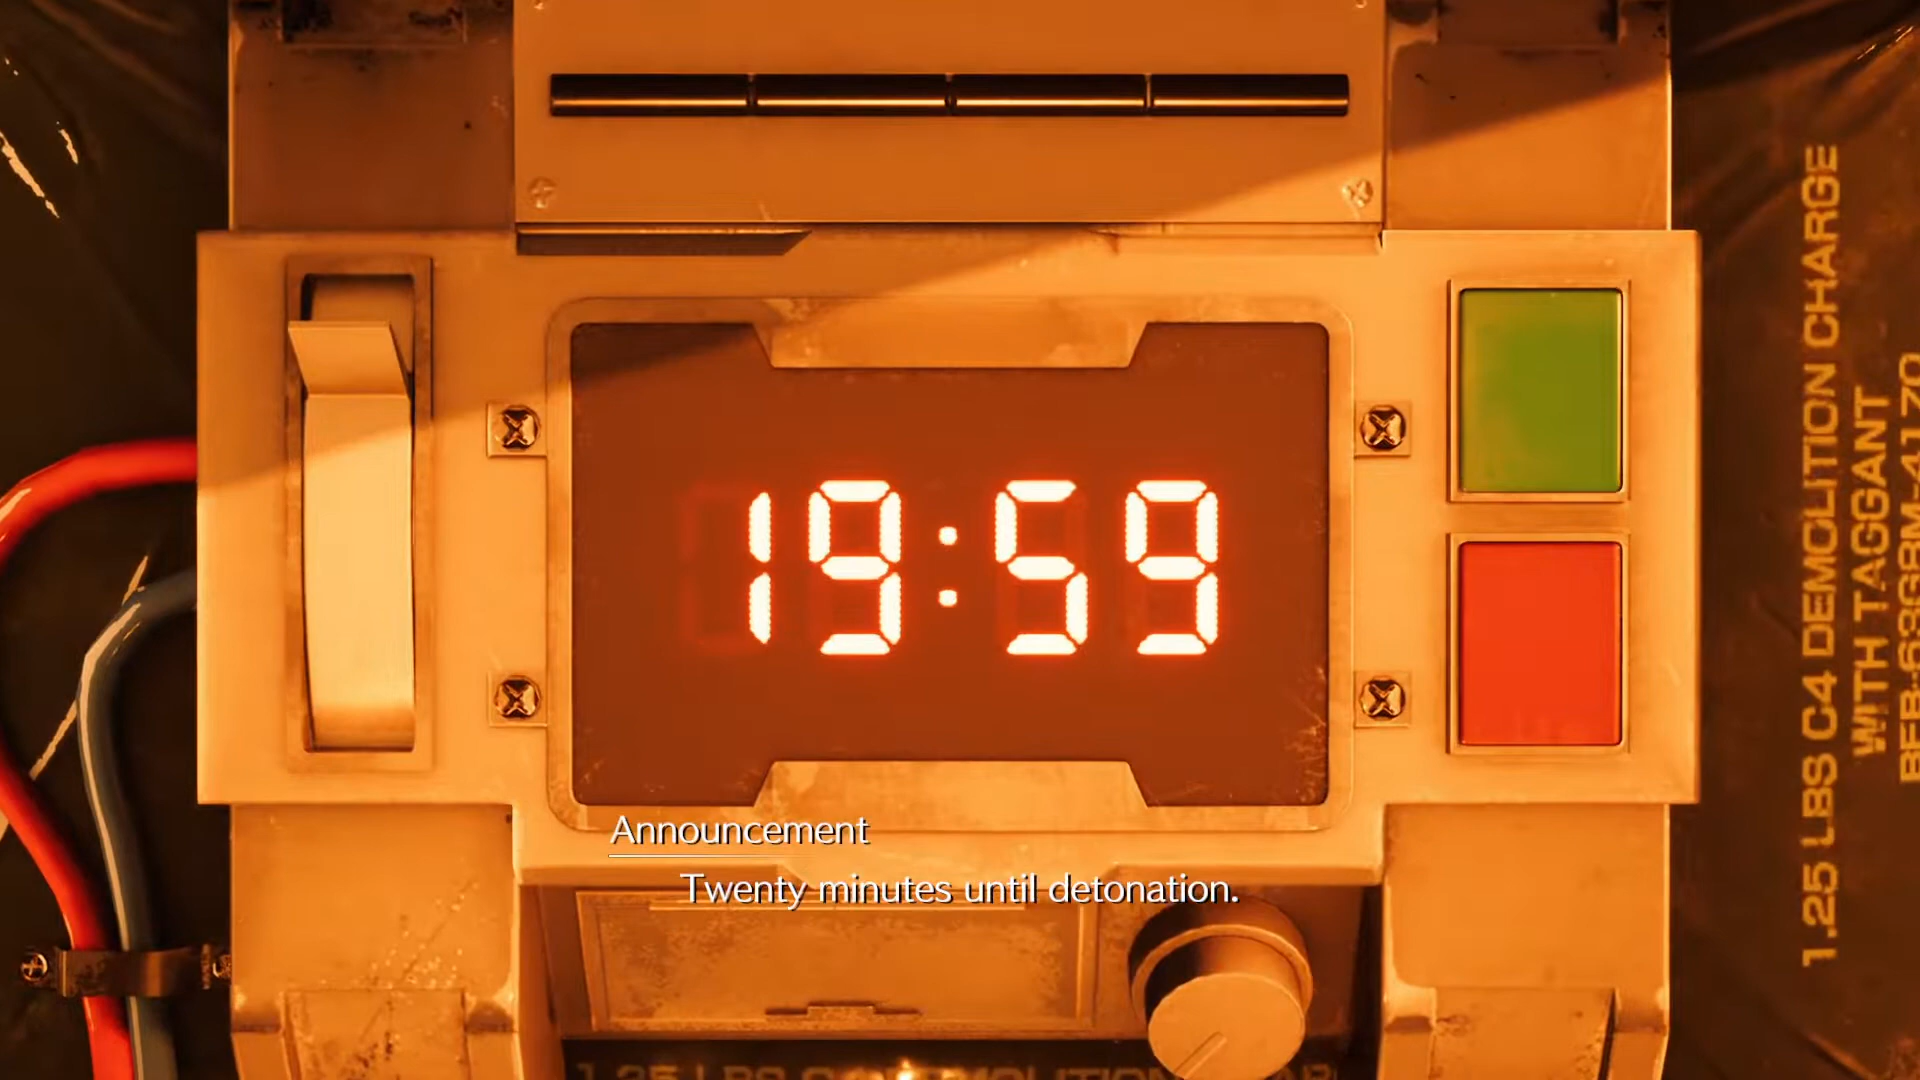 19:59
Announcement
Twenty minutes until detonation.
1.25 LBS C4 DEMOLITION CHARGE
WITH TAGGANT